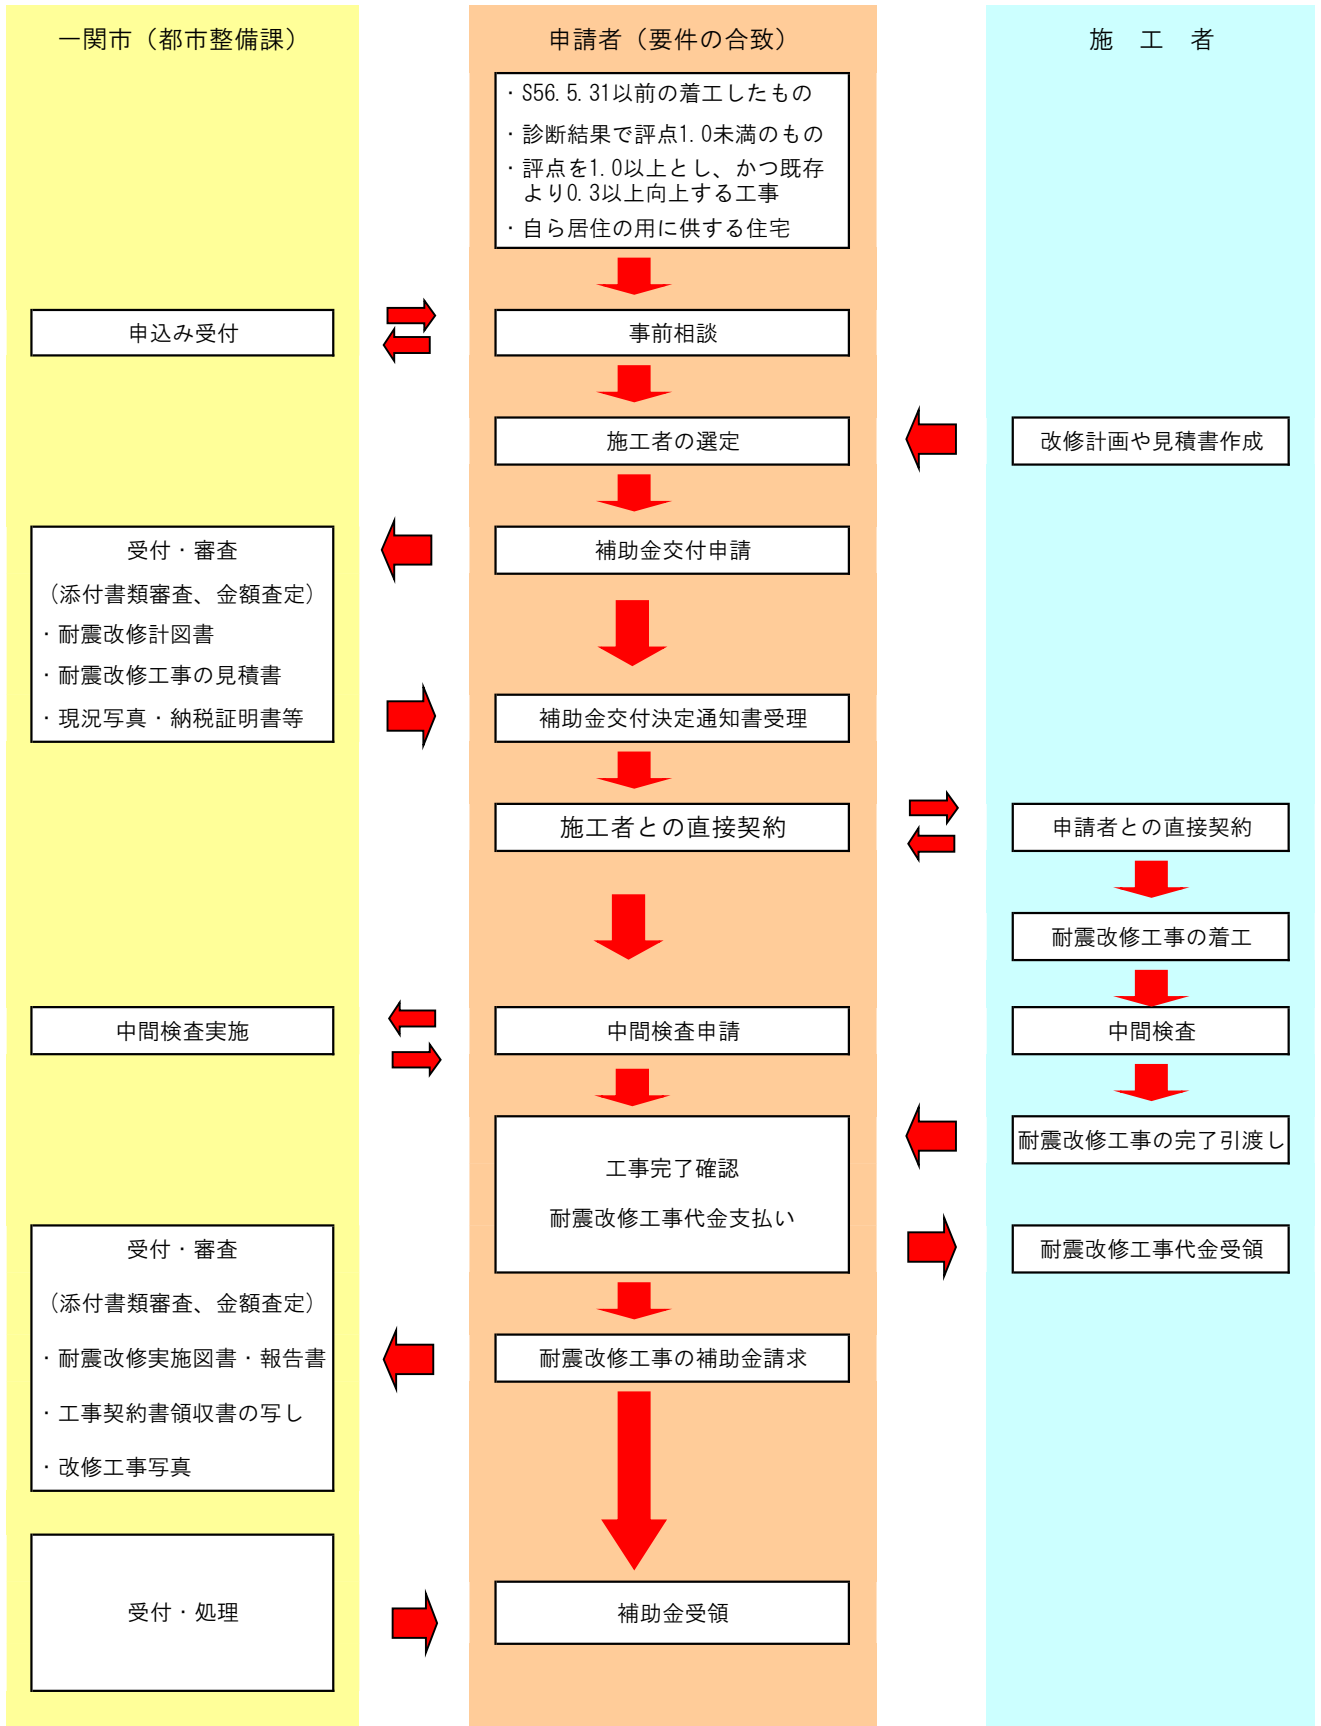 一関市（都市整備課）
申請者（要件の合致）
施　工　者
・S56.5.31以前の着工したもの
・診断結果で評点1.0未満のもの
・評点を1.0以上とし、かつ既存
より0.3以上向上する工事
・自ら居住の用に供する住宅
申込み受付
事前相談
施工者の選定
改修計画や見積書作成
補助金交付申請
受付・審査
（添付書類審査、金額査定）
・耐震改修計図書
・耐震改修工事の見積書
・現況写真・納税証明書等
補助金交付決定通知書受理
施工者との直接契約
申請者との直接契約
耐震改修工事の着工
中間検査実施
中間検査申請
中間検査
耐震改修工事の完了引渡し
工事完了確認
耐震改修工事代金支払い
耐震改修工事代金受領
受付・審査
（添付書類審査、金額査定）
・耐震改修実施図書・報告書
・工事契約書領収書の写し
・改修工事写真
耐震改修工事の補助金請求
受付・処理
補助金受領